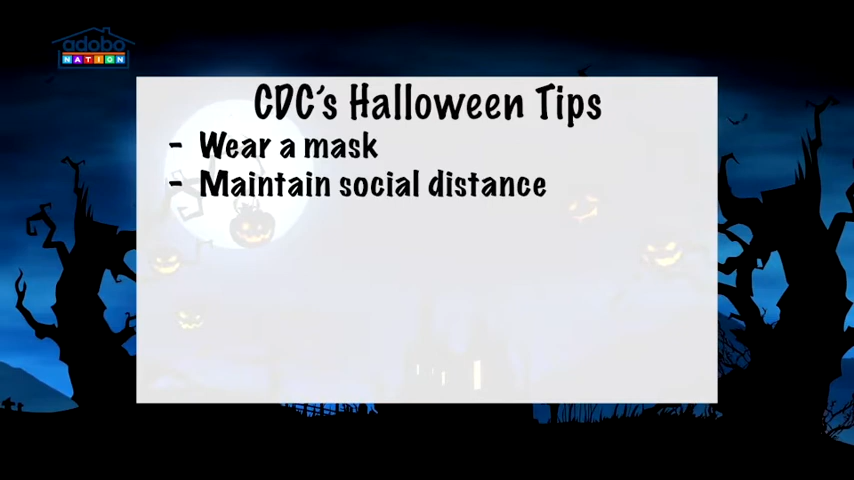 adobo
NATION
CDC's Halloween Tips
- Wear a mask
- Maintain social distance